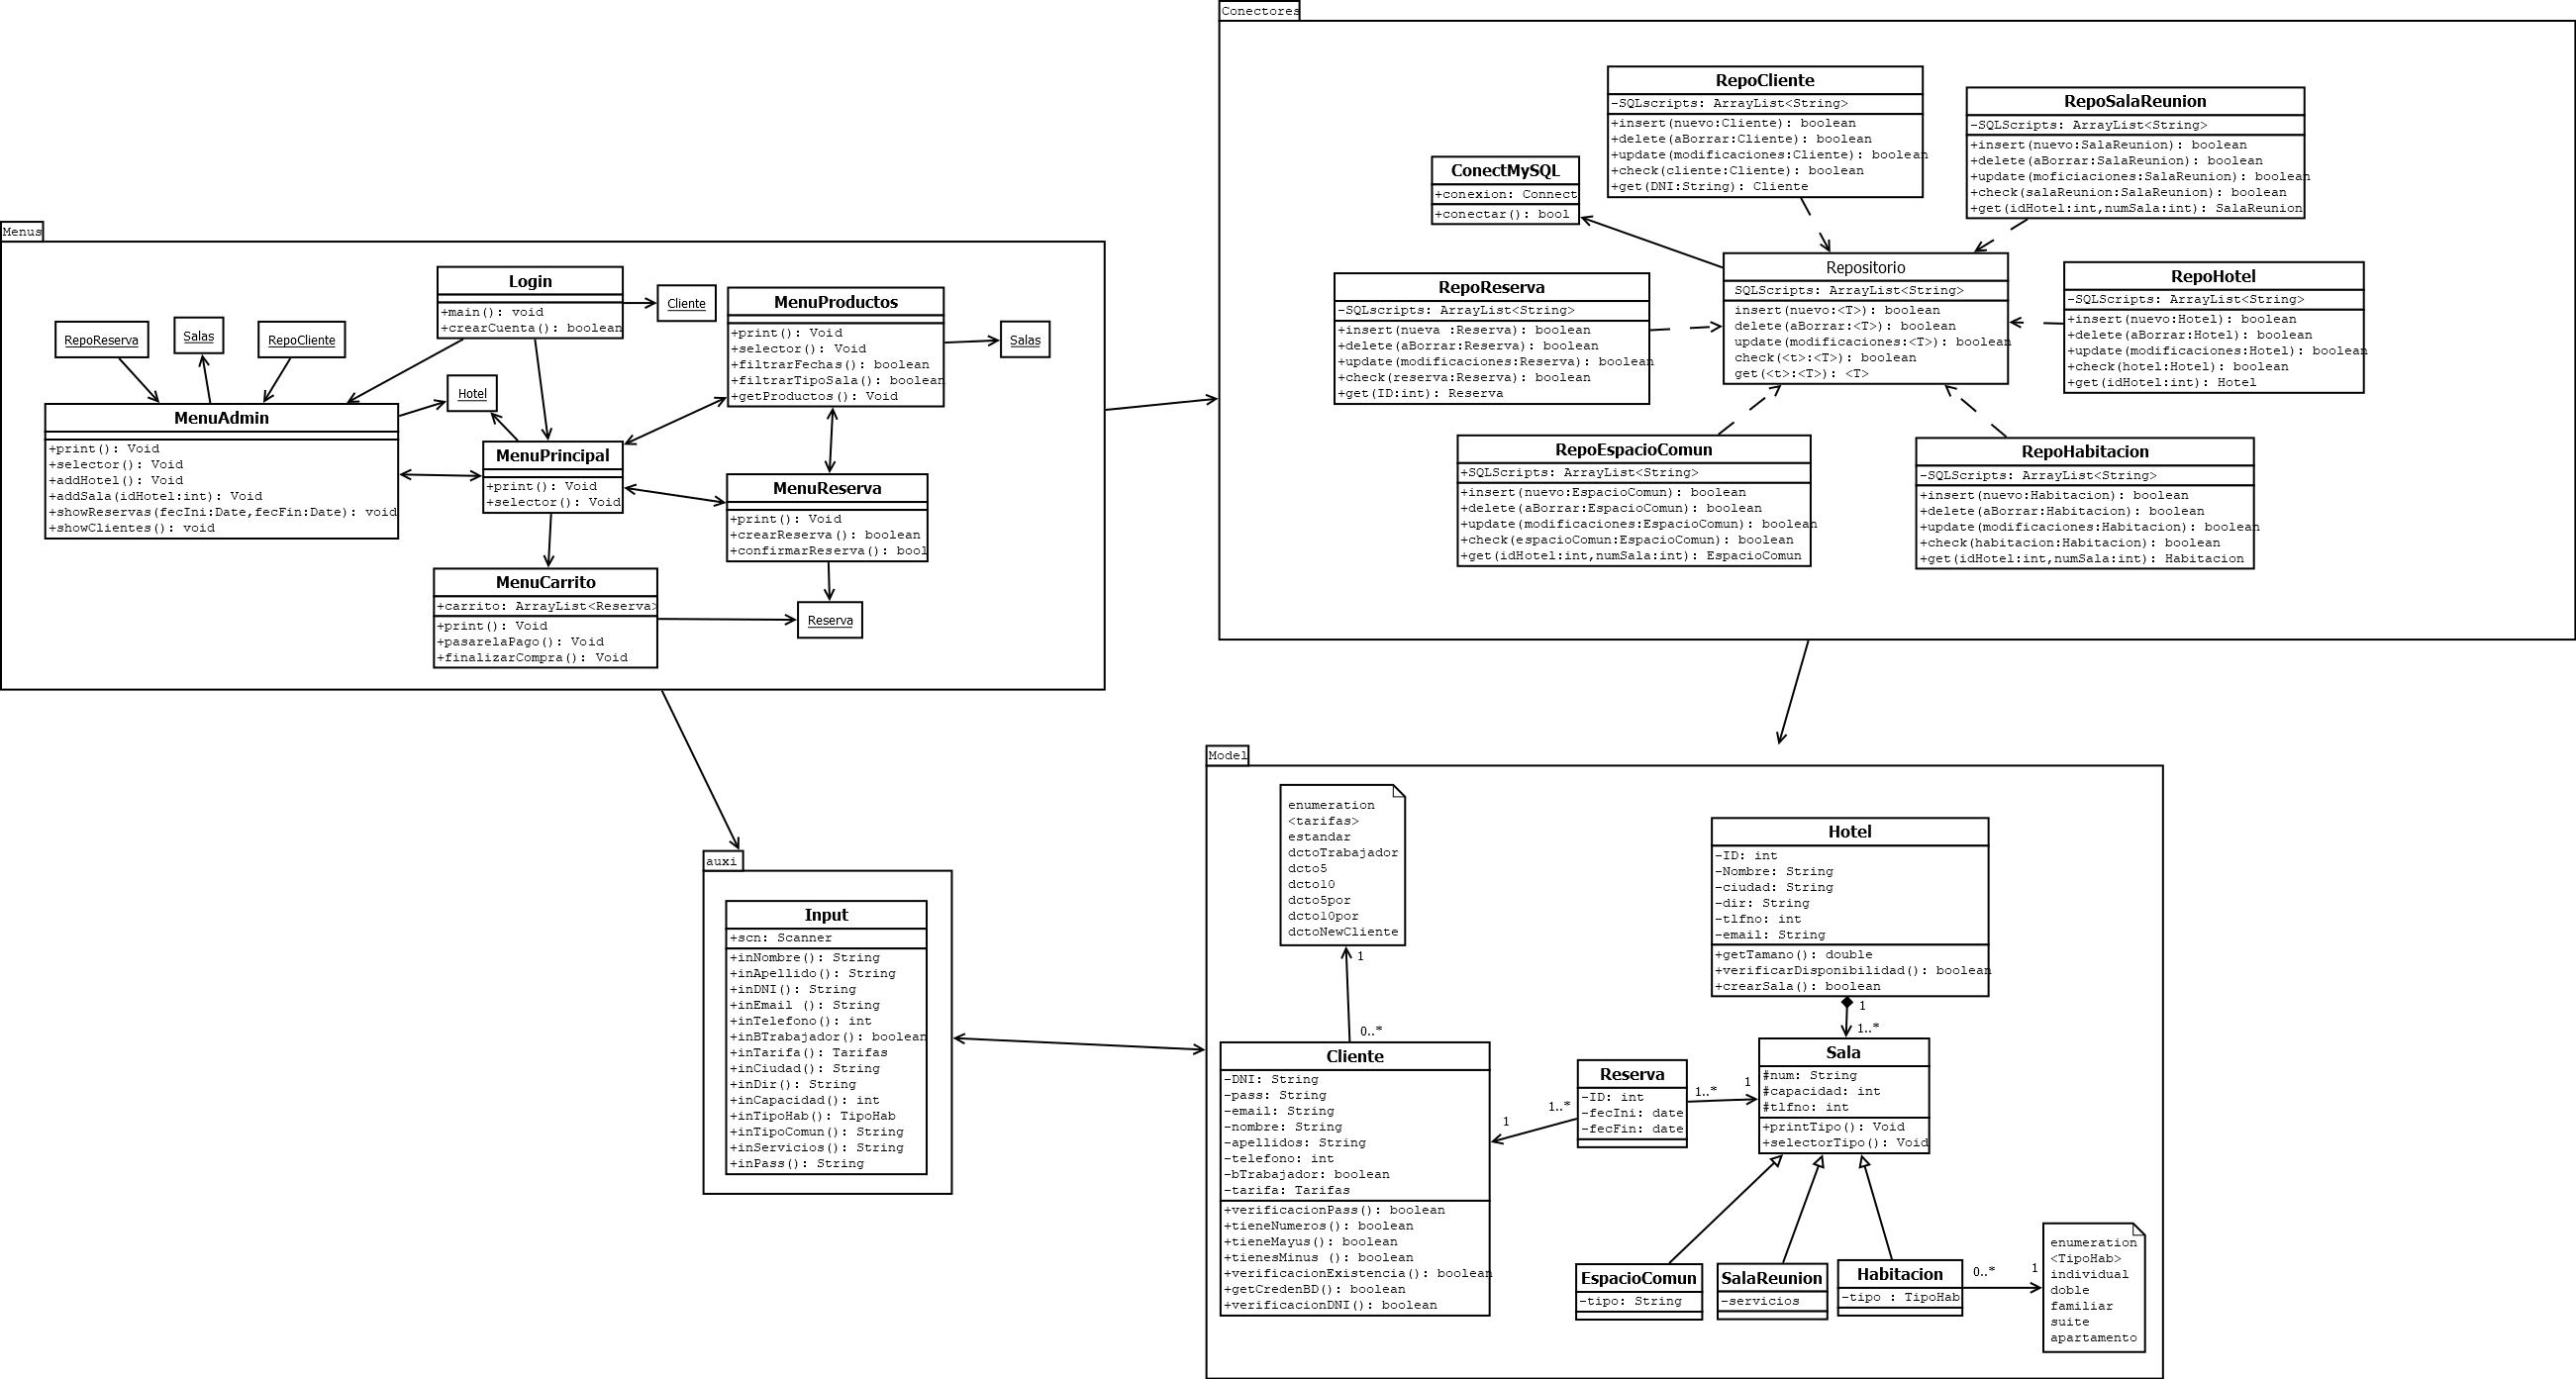 Conectores
RepoCliente
-SQLscripts: ArrayList<String>
+insert(nuevo:Cliente): boolean
+delete(aBorrar:Cliente): boolean
+update(modificaciones:Cliente): boolean
+check(cliente:Cliente): boolean
+get(DNI:String): Cliente
RepoSalaReunion
-SQLScripts: ArrayList<String>
+insert(nuevo:SalaReunion): boolean
+delete(aBorrar:SalaReunion): boolean
+update(moficiaciones:SalaReunion): boolean
+check(salaReunion:SalaReunion): boolean
+get(idHotel:int,numSala:int): SalaReunion
ConectMySQL
+conexion: Connect
+conectar(): bool
Repositorio
SQLScripts: ArrayList<String>
insert(nuevo:<T>): boolean
delete(aBorrar:<T>): boolean
update(modificaciones:<T>): boolean
check(<t>:<T>): boolean
get(<t>:<T>): <T>
RepoReserva
-SQLScripts: ArrayList<String>
+insert(nueva :Reserva): boolean
+delete(aBorrar:Reserva): boolean
+update(modificaciones:Reserva): boolean
+check(reserva:Reserva): boolean
+get(ID:int): Reserva
RepoHotel
-SQLScripts: ArrayList<String>
+insert(nuevo:Hotel): boolean
+delete(aBorrar:Hotel): boolean
+update(modificaciones:Hotel): boolean
+check(hotel:Hotel): boolean
+get(idHotel:int): Hotel
RepoEspacioComun
+SQLScripts: ArrayList<String>
+insert(nuevo:EspacioComun): boolean
+delete(aBorrar:EspacioComun): boolean
+update(modificaciones:EspacioComun): boolean
+check(espacioComun:EspacioComun): boolean
+get(idHotel:int,numSala:int): EspacioComun
RepoHabitacion
-SQLScripts: ArrayList<String>
+insert(nuevo:Habitacion): boolean
+delete(aBorrar:Habitacion): boolean
+update(modificaciones:Habitacion): boolean
+check(habitacion:Habitacion): boolean
+get(idHotel:int,numSala:int): Habitacion
Menus
Login
+main(): void
+crearCuenta(): boolean
Cliente
MenuProductos
+print(): Void
+selector(): Void
+filtrarFechas(): boolean
+filtrarTipoSala(): boolean
+getProductos(): Void
Salas
RepoReserva
Salas
RepoCliente
Hotel
MenuAdmin
+print(): Void
+selector(): Void
+addHotel(): Void
+addSala(idHotel:int): Void
+showReservas(fecIni:Date,fecFin:Date): void
+showClientes(): void
MenuPrincipal
+print(): Void
+selector(): Void
MenuReserva
+print(): Void
+crearReserva(): boolean
+confirmarReserva(): bool
MenuCarrito
+carrito: ArrayList<Reserva>
+print(): Void
+pasarelaPago(): Void
+finalizarCompra(): Void
Reserva
auxi
Input
+scn: Scanner
+inNombre(): String
+inApellido(): String
+inDNI(): String
+inEmail (): String
+inTelefono(): int
+inBTrabajador(): boolean
+inTarifa(): Tarifas
+inCiudad(): String
+inDir(): String
+inCapacidad(): int
+inTipoHab(): TipoHab
+inTipoComun(): String
+inServicios(): String
+inPass(): String
Model
enumeration
<tarifas>
estandar
dctoTrabajador
dcto5
dcto10
dcto5por
dcto10por
dctoNewCliente
1
0..*
Cliente
-DNI: String
-pass: String
-email: String
-nombre: String
-apellidos: String
-telefono: int
-bTrabajador: boolean
-tarifa: Tarifas
+verificacionPass(): boolean
+tieneNumeros(): boolean
+tieneMayus(): boolean
+tienesMinus (): boolean
+verificacionExistencia(): boolean
+getCredenBD(): boolean
+verificacionDNI(): boolean
1
1..*
Reserva
-ID: int
-fecIni: date
-fecFin: date
1..*
1
Hotel
-ID: int
-Nombre: String
-ciudad: String
-dir: String
-tlfno: int
-email: String
+getTamano(): double
+verificarDisponibilidad(): boolean
+crearSala(): boolean
1
1..*
Sala
#num: String
#capacidad: int
#tlfno: int
+printTipo(): Void
+selectorTipo(): Void
EspacioComun
-tipo: String
SalaReunion
-servicios
Habitacion
-tipo : TipoHab
0..*
1
enumeration
<TipoHab>
individual
doble
familiar
suite
apartamento